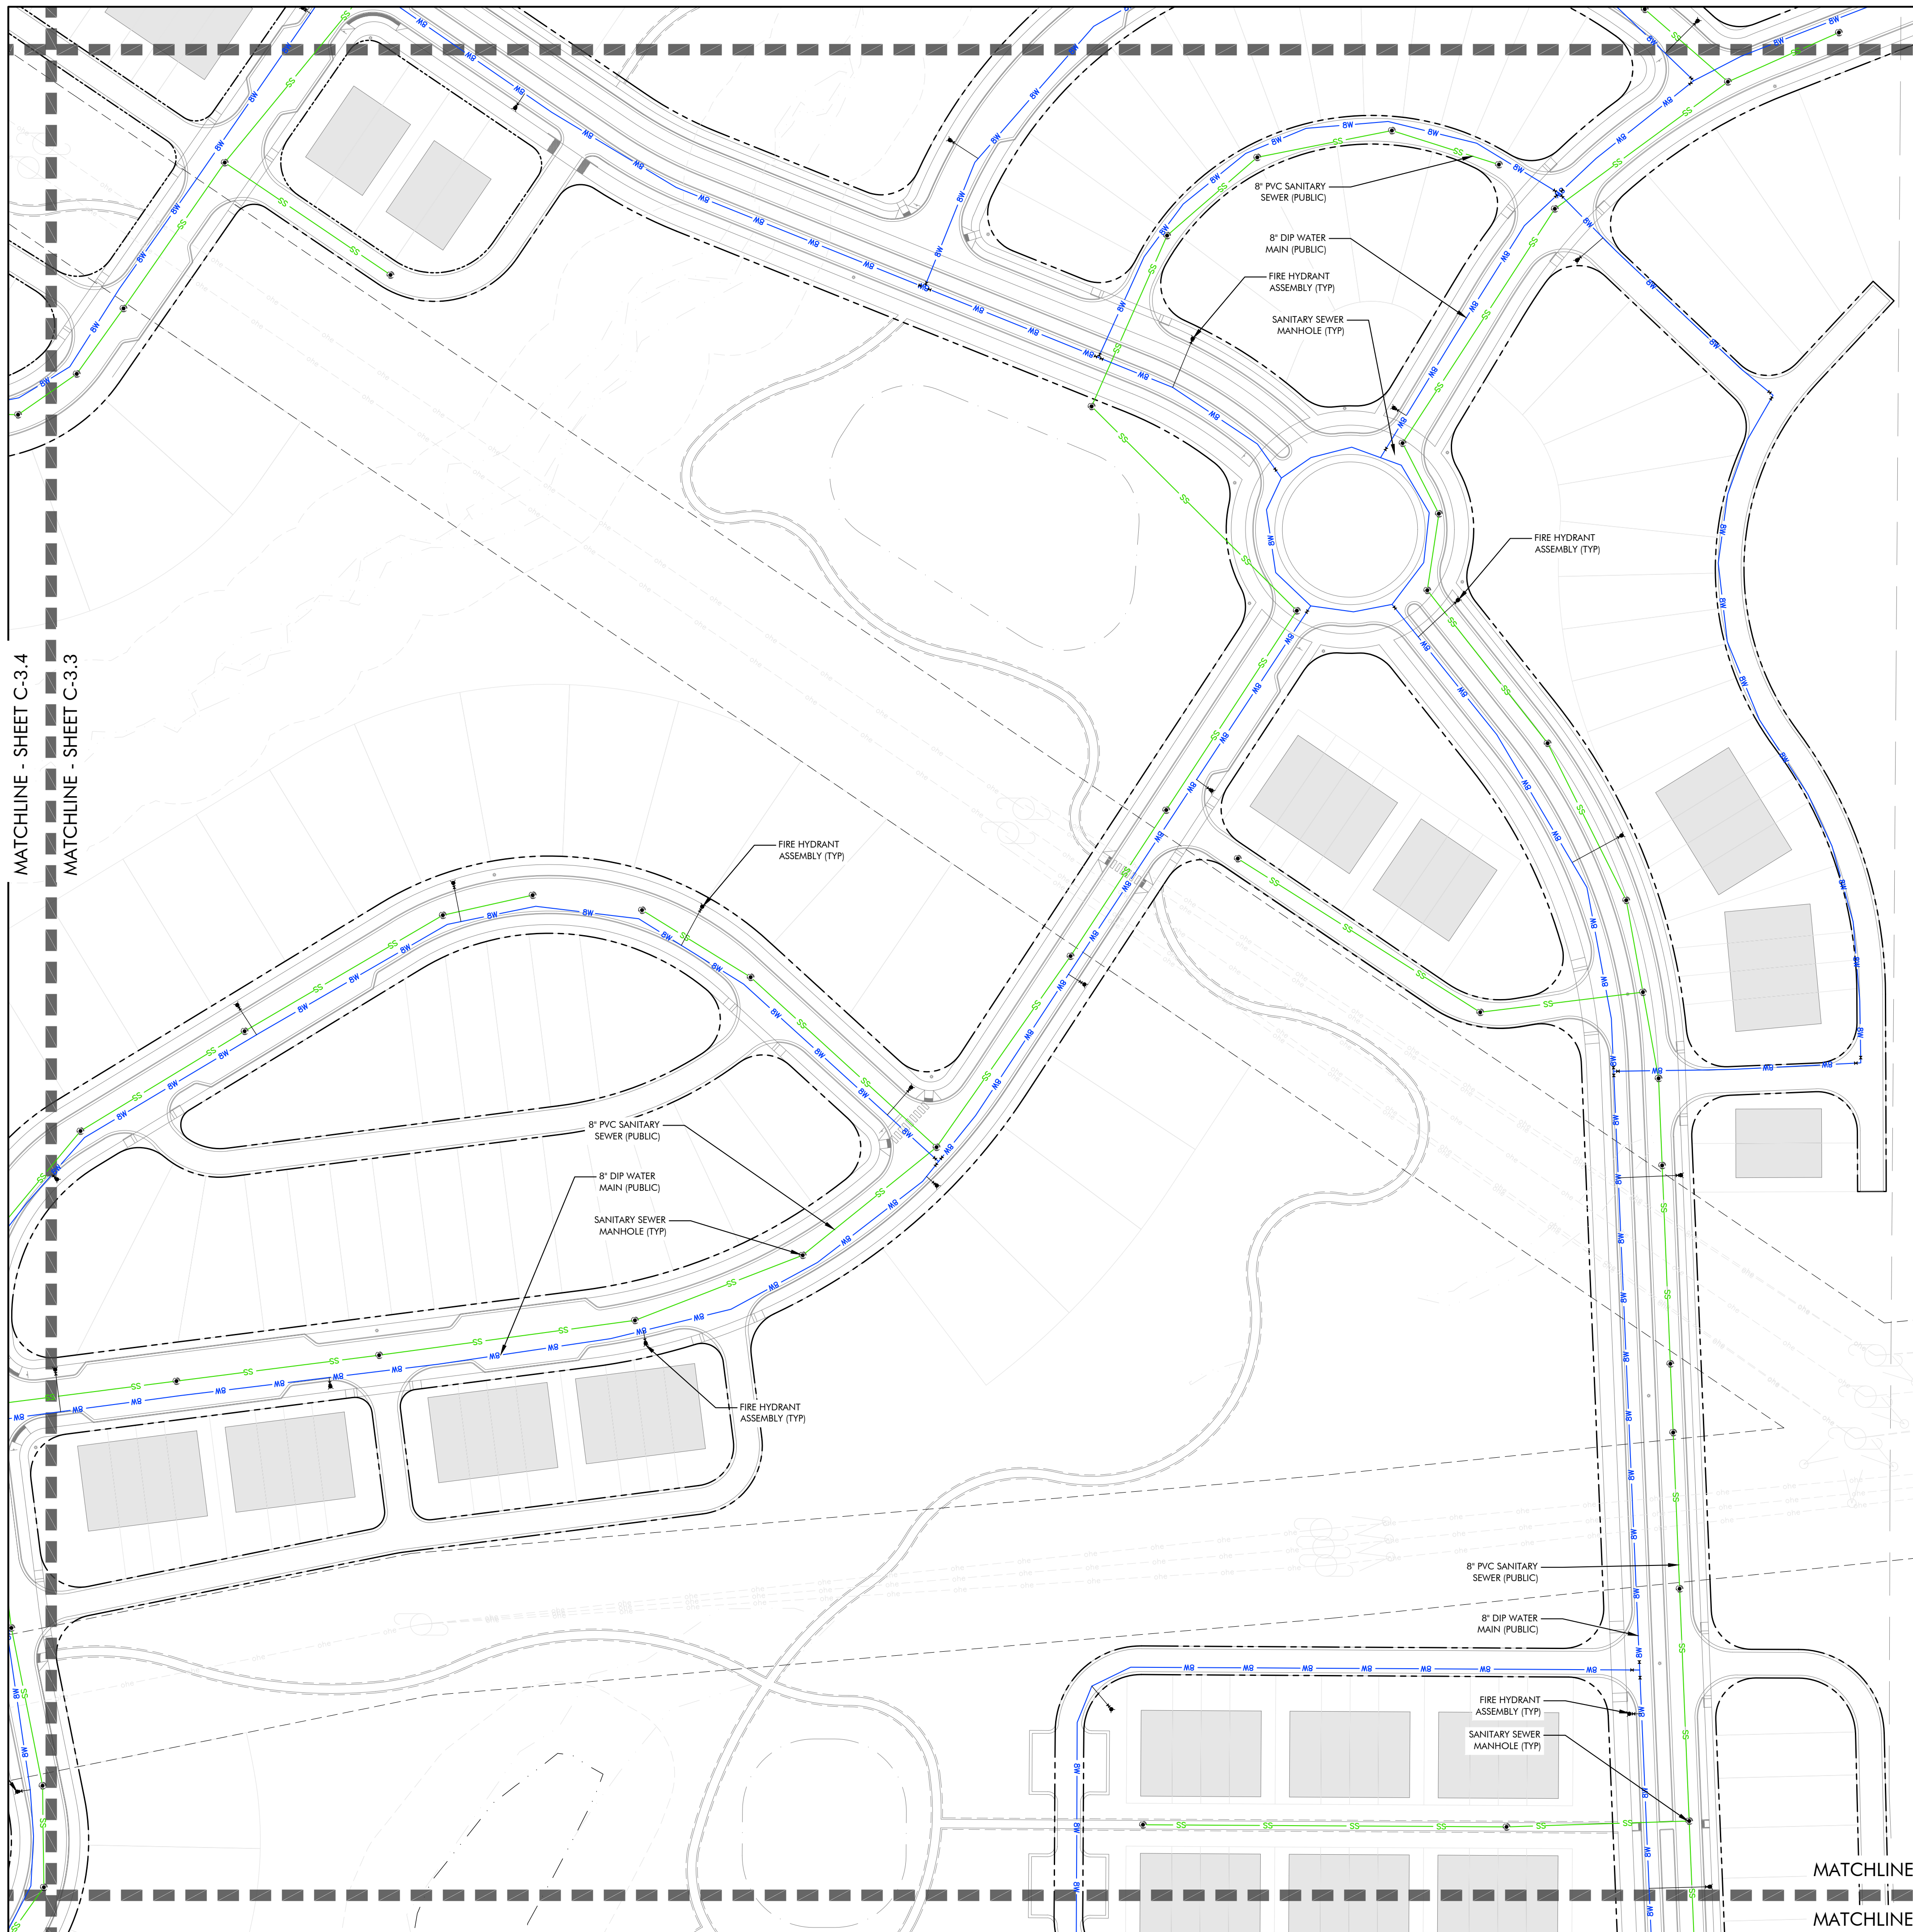 8" PVC SANITARY
SEWER (PUBLIC)
8" DIP WATER
MAIN (PUBLIC)
FIRE HYDRANT
ASSEMBLY (TYP)
SANITARY SEWER
MANHOLE (TYP)
FIRE HYDRANT
ASSEMBLY (TYP)
MATCHLINE - SHEET C-3.4
MATCHLINE - SHEET C-3.3
FIRE HYDRANT
ASSEMBLY (TYP)
8" PVC SANITARY
SEWER (PUBLIC)
8" DIP WATER
MAIN (PUBLIC)
SANITARY SEWER
MANHOLE (TYP)
FIRE HYDRANT
ASSEMBLY (TYP)
8" PVC SANITARY
SEWER (PUBLIC)
8" DIP WATER
MAIN (PUBLIC)
FIRE HYDRANT
ASSEMBLY (TYP)
SANITARY SEWER
MANHOLE (TYP)
MATCHLINE
MATCHLINE
8W
SS
ohe